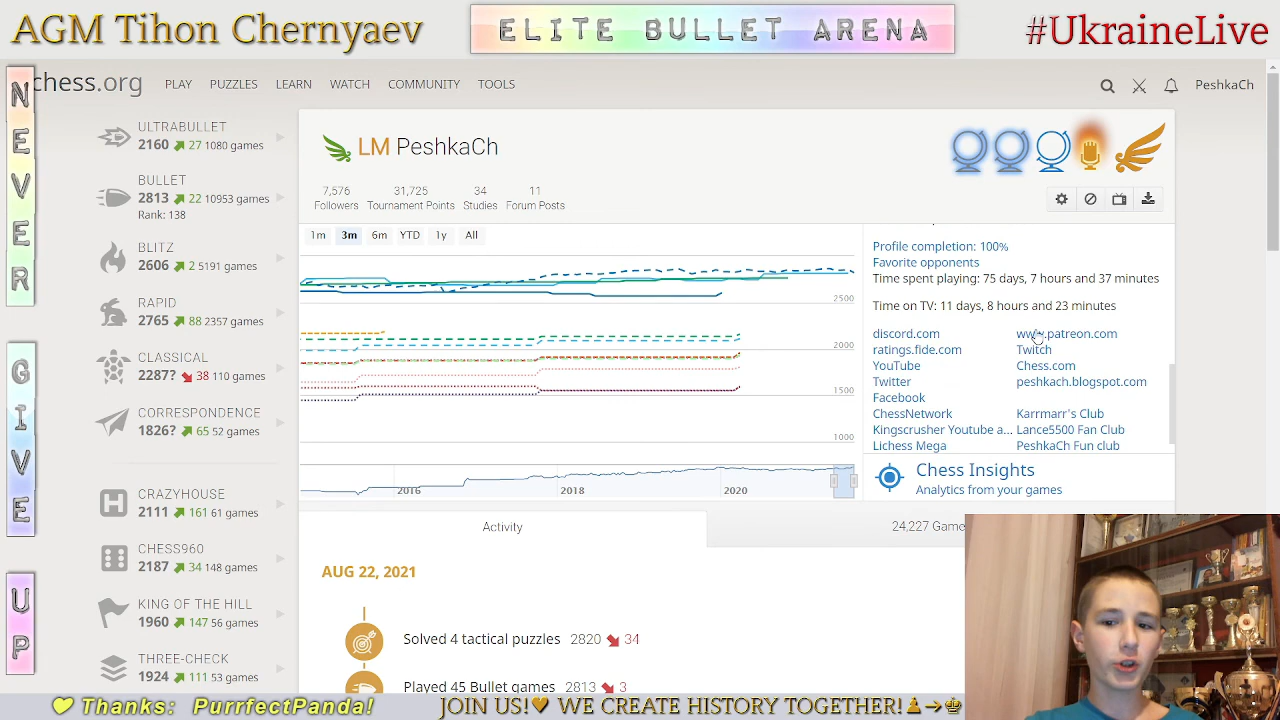 AGM Tihon Chernyaev
ELITE BULLET ARENA
#UkraineLive
NEVER
GIVE
UP
chess.org
PLAY
PUZZLES
LEARN
WATCH
COMMUNITY
TOOLS
PeshkaCh
ULTRABULLET
2160 27 1080 games
BULLET
2813 22 10953 games
Rank: 138
BLITZ
2606 2 5191 games
RAPID
2765 88 2357 games
CLASSICAL
2287? 38 110 games
CORRESPONDENCE
1826? 65 52 games
CRAZYHOUSE
2111 161 61 games
CHESS960
2187 34 148 games
KING OF THE HILL
1960 147 56 games
THREE-CHECK
1924 111 53 games
LM PeshkaCh
7,576
Followers
31,725
Tournament Points
34
Studies
11
Forum Posts
1m 3m 6m YTD 1y All
2500
2000
1500
1000
2016 2018 2020
Profile completion: 100%
Favorite opponents
Time spent playing: 75 days, 7 hours and 37 minutes
Time on TV: 11 days, 8 hours and 23 minutes
discord.com www.patreon.com
ratings.fide.com Twitch
YouTube Chess.com
Twitter peshkach.blogspot.com
Facebook
ChessNetwork Karrmarr's Club
Kingscrusher Youtube a... Lance5500 Fan Club
Lichess Mega PeshkaCh Fun club
Chess Insights
Analytics from your games
Activity
24,227 Game
AUG 22, 2021
Solved 4 tactical puzzles 2820 34
Played 45 Bullet games 2813 3
💛 Thanks: PurrfectPanda!
JOIN US!♥ WE CREATE HISTORY TOGETHER!♟→♚